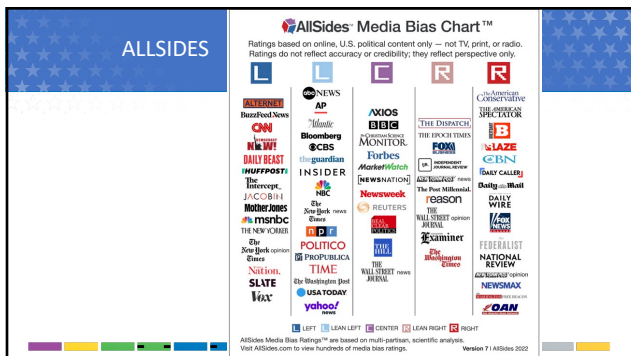 ALLSIDES
AllSides™ Media Bias Chart™
Ratings based on online, U.S. political content only — not TV, print, or radio.
Ratings do not reflect accuracy or credibility; they reflect perspective only.
L
L
C
R
R
ALTERNET
BuzzFeed News
CNN
DEMOCRACY
NOW!
DAILY BEAST
HUFFPOST
The
Intercept_
JACOBIN
Mother Jones
msnbc
THE NEW YORKER
The
New York opinion
Times
The
Nation.
SLATE
Vox
abc NEWS
AP
The
Atlantic
Bloomberg
CBS
theguardian
INSIDER
NBC
The
New York news
Times
npr
POLITICO
PROPUBLICA
TIME
The Washington Post
USA TODAY
yahoo!
news
AXIOS
BBC
THE CHRISTIAN SCIENCE
MONITOR
Forbes
MarketWatch
[NEWSNATION]
Newsweek
REUTERS
REAL
CLEAR
POLITICS
THE
HILL
THE
WALL STREET news
JOURNAL
THE DISPATCH
THE EPOCH TIMES
FOX
BUSINESS
IJR. INDEPENDENT
JOURNAL REVIEW
news
The Post Millennial.
reason
THE
WALL STREET opinion
JOURNAL
Examiner
The
Washington
Times
The American
Conservative
THE AMERICAN
SPECTATOR
B
BLAZE
CBN
DAILY CALLER
Daily Mail
DAILY
WIRE
FOX
NEWS
THE
FEDERALIST
NATIONAL
REVIEW
opinion
NEWSMAX
OAN
L LEFT L LEAN LEFT C CENTER R LEAN RIGHT R RIGHT
AllSides Media Bias Ratings™ are based on multi-partisan, scientific analysis.
Visit AllSides.com to view hundreds of media bias ratings.
Version 7 | AllSides 2022